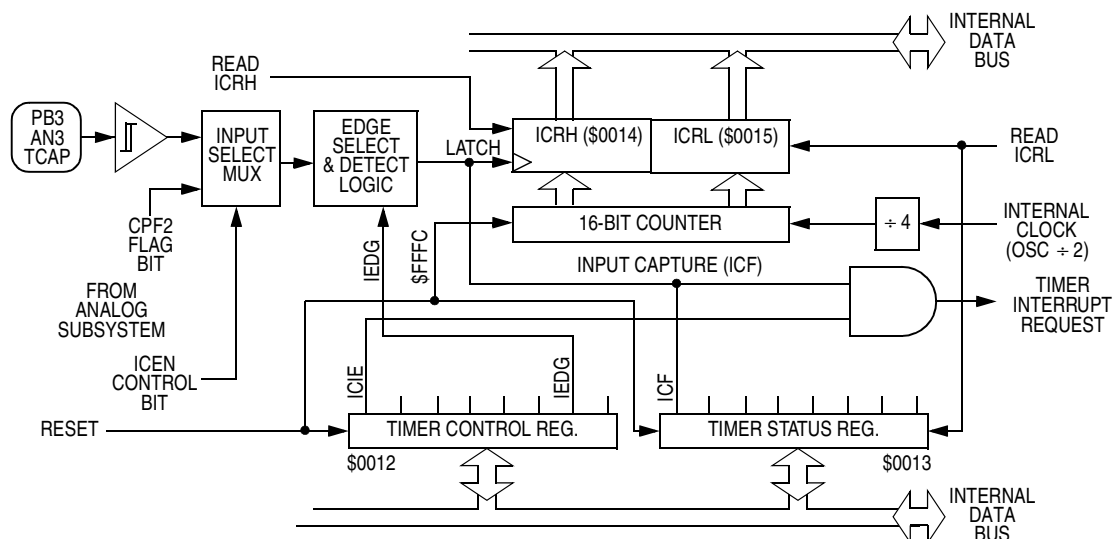 INTERNAL
DATA
BUS
READ
ICRH
PB3
AN3
TCAP
INPUT
SELECT
MUX
EDGE
SELECT
& DETECT
LOGIC
LATCH
ICRH ($0014)
ICRL ($0015)
READ
ICRL
CPF2
FLAG
BIT
IEDG
$FFFC
16-BIT COUNTER
÷ 4
INTERNAL
CLOCK
(OSC ÷ 2)
FROM
ANALOG
SUBSYSTEM
INPUT CAPTURE (ICF)
TIMER
INTERRUPT
REQUEST
ICEN
CONTROL
BIT
ICIE
IEDG
ICF
RESET
TIMER CONTROL REG.
TIMER STATUS REG.
$0012
$0013
INTERNAL
DATA
BUS